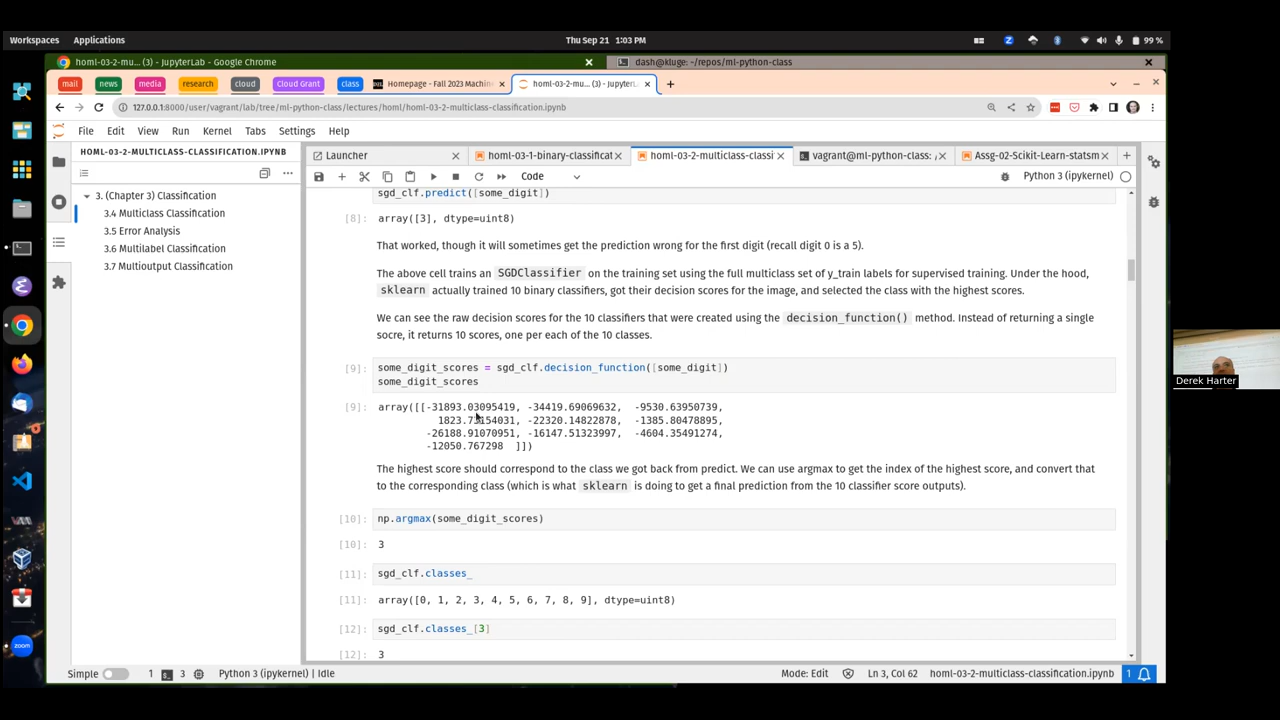 Workspaces Applications Thu Sep 21 1:03 PM 99 %
homl-03-2-mu... (3) - JupyterLab - Google Chrome dash@kluge: ~/repos/ml-python-class
mail news media research cloud Cloud Grant class Homepage - Fall 2023 Machin homl-03-2-mu... (3) - Jupyter
127.0.0.1:8000/user/vagrant/lab/tree/ml-python-class/lectures/homl/homl-03-2-multiclass-classification.ipynb
File Edit View Run Kernel Tabs Settings Help
HOML-03-2-MULTICLASS-CLASSIFICATION.IPYNB
3. (Chapter 3) Classification
3.4 Multiclass Classification
3.5 Error Analysis
3.6 Multilabel Classification
3.7 Multioutput Classification
Launcher homl-03-1-binary-classificat homl-03-2-multiclass-classi vagrant@ml-python-class: / Assg-02-Scikit-Learn-statsm
Code Python 3 (ipykernel)
sgd_clf.predict([some_digit])
[8]: array([3], dtype=uint8)
That worked, though it will sometimes get the prediction wrong for the first digit (recall digit 0 is a 5).
The above cell trains an SGDClassifier on the training set using the full multiclass set of y_train labels for supervised training. Under the hood,
sklearn actually trained 10 binary classifiers, got their decision scores for the image, and selected the class with the highest scores.
We can see the raw decision scores for the 10 classifiers that were created using the decision_function() method. Instead of returning a single
socre, it returns 10 scores, one per each of the 10 classes.
[9]: some_digit_scores = sgd_clf.decision_function([some_digit])
some_digit_scores
[9]: array([[-31893.03095419, -34419.69069632, -9530.63950739,
1823.73154031, -22320.14822878, -1385.80478895,
-26188.91070951, -16147.51323997, -4604.35491274,
-12050.767298 ]])
The highest score should correspond to the class we got back from predict. We can use argmax to get the index of the highest score, and convert that
to the corresponding class (which is what sklearn is doing to get a final prediction from the 10 classifier score outputs).
[10]: np.argmax(some_digit_scores)
[10]: 3
[11]: sgd_clf.classes_
[11]: array([0, 1, 2, 3, 4, 5, 6, 7, 8, 9], dtype=uint8)
[12]: sgd_clf.classes_[3]
[12]: 3
Derek Harter
zoom
Simple 1 3 Python 3 (ipykernel) | Idle Mode: Edit Ln 3, Col 62 homl-03-2-multiclass-classification.ipynb 1